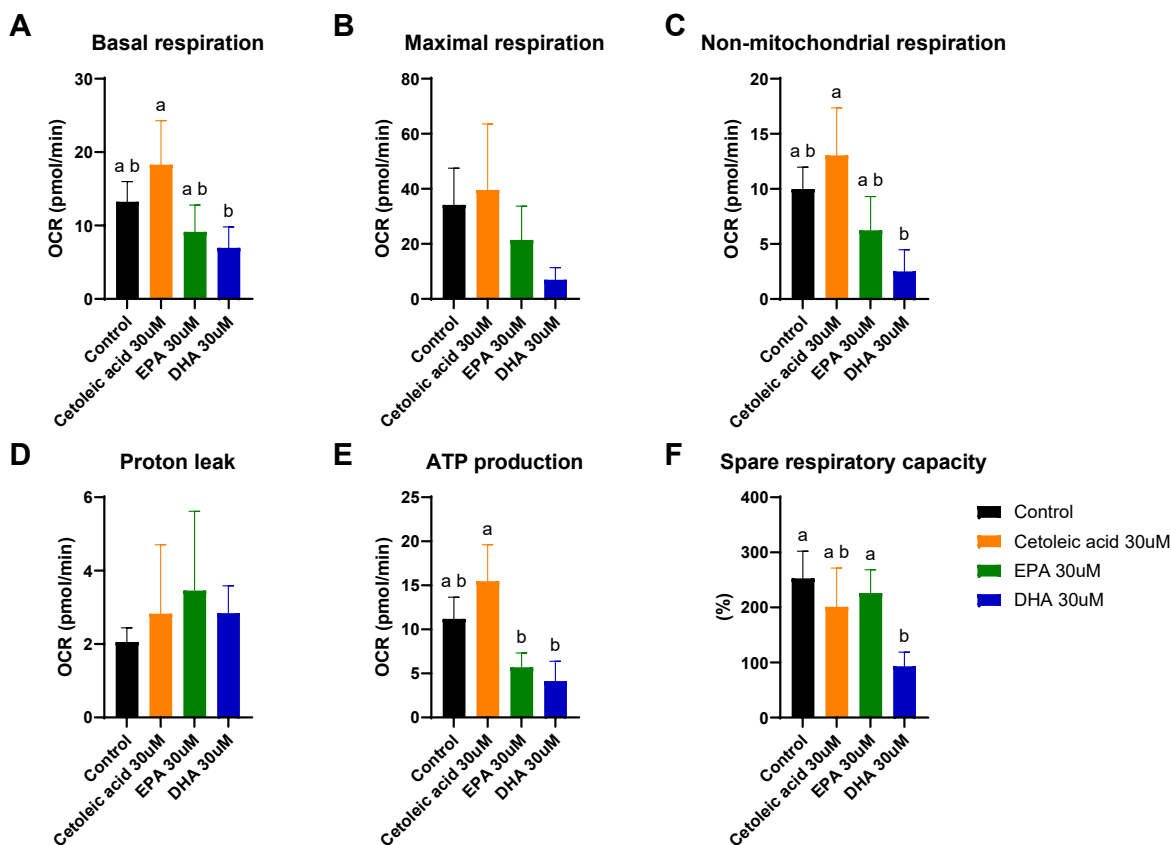 A
Basal respiration
OCR (pmol/min)
30
20
10
0
a b
a
a b
b
Control
Cetoleic acid 30uM
EPA 30uM
DHA 30uM
B
Maximal respiration
OCR (pmol/min)
80
60
40
20
0
Control
Cetoleic acid 30uM
EPA 30uM
DHA 30uM
C
Non-mitochondrial respiration
OCR (pmol/min)
20
15
10
5
0
a b
a
a b
b
Control
Cetoleic acid 30uM
EPA 30uM
DHA 30uM
D
Proton leak
OCR (pmol/min)
6
4
2
0
Control
Cetoleic acid 30uM
EPA 30uM
DHA 30uM
E
ATP production
OCR (pmol/min)
25
20
15
10
5
0
a b
a
b
b
Control
Cetoleic acid 30uM
EPA 30uM
DHA 30uM
F
Spare respiratory capacity
(%)
400
300
200
100
0
a
a b
a
b
Control
Cetoleic acid 30uM
EPA 30uM
DHA 30uM
Control
Cetoleic acid 30uM
EPA 30uM
DHA 30uM